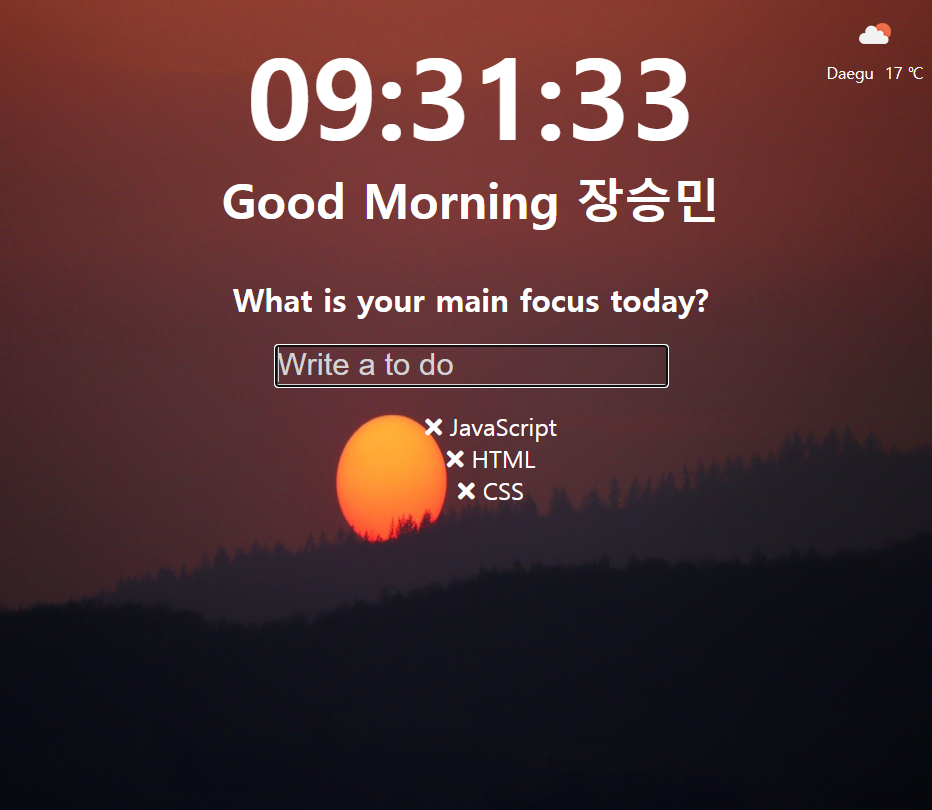 09:31:33
Daegu 17 ℃
Good Morning 장승민
What is your main focus today?
Write a to do
JavaScript
HTML
CSS